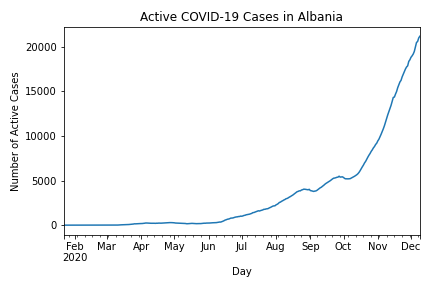 Active COVID-19 Cases in Albania
Number of Active Cases
20000
15000
10000
5000
0
Feb Mar Apr May Jun Jul Aug Sep Oct Nov Dec
2020
Day